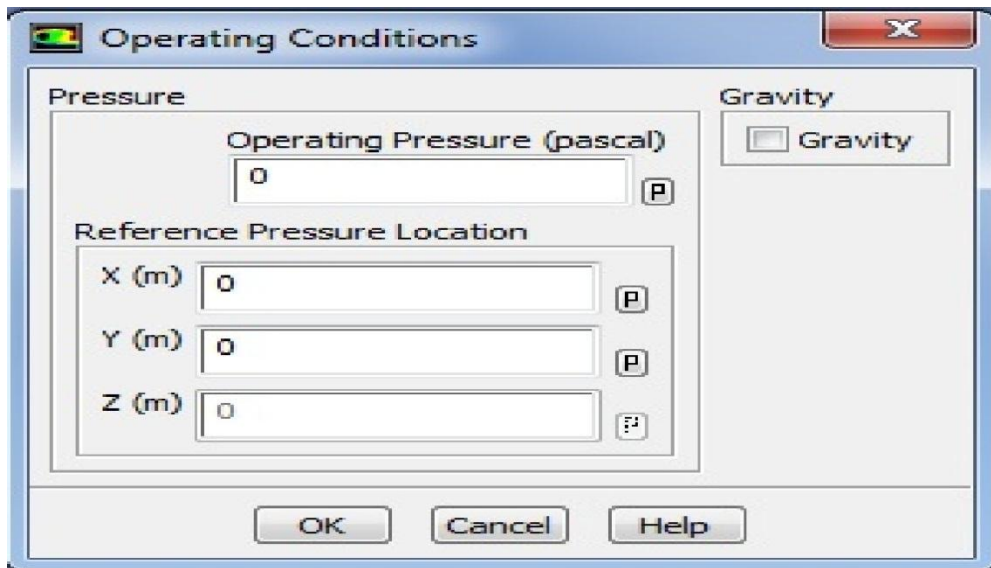 Operating Conditions
Pressure
Gravity
Operating Pressure (pascal)
Gravity
0
P
Reference Pressure Location
X (m)
0
P
Y (m)
0
P
Z (m)
0
P
OK
Cancel
Help